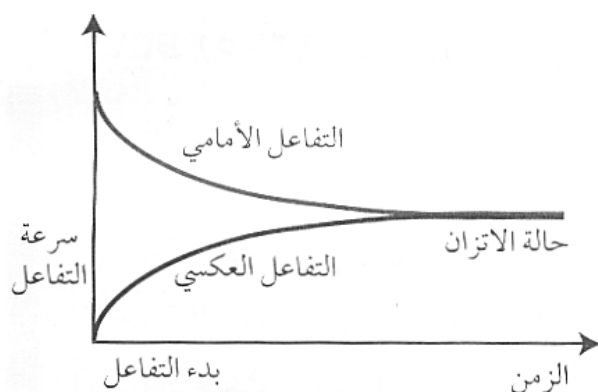 التفاعل الأمامي
سرعة
التفاعل
حالة الاتزان
التفاعل العكسي
بدء التفاعل
الزمن